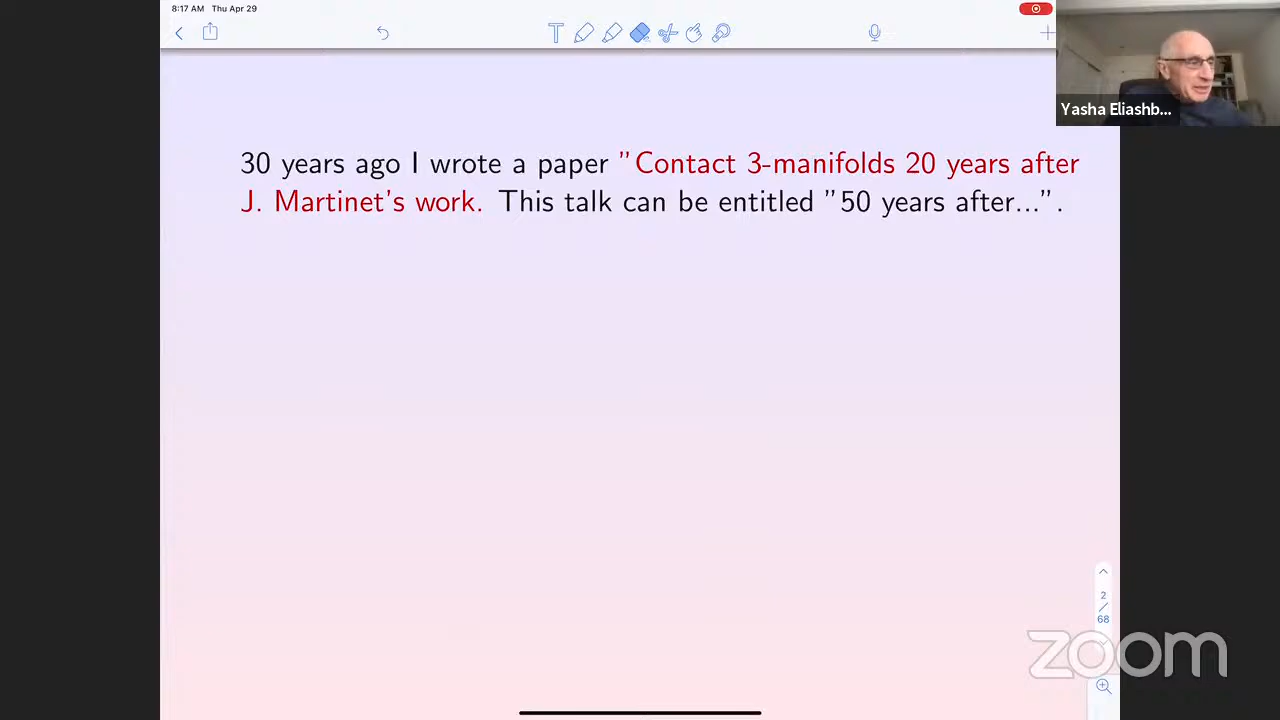 8:17 AM Thu Apr 29
Yasha Eliashb...
30 years ago I wrote a paper "Contact 3-manifolds 20 years after
J. Martinet's work. This talk can be entitled "50 years after...".
2
/
68
zoom